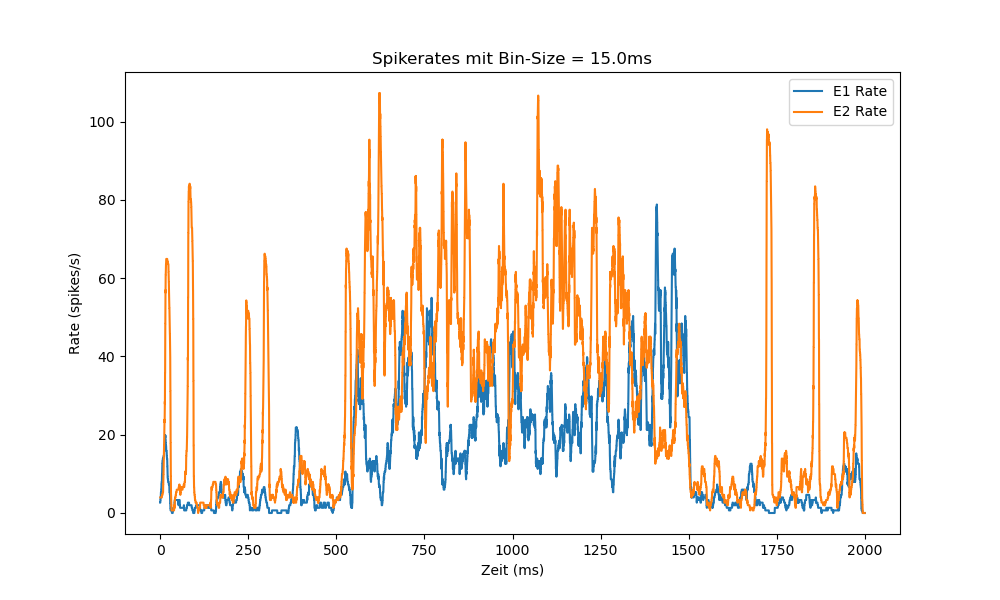 Spikerates mit Bin-Size = 15.0ms
E1 Rate
E2 Rate
Rate (spikes/s)
100
80
60
40
20
0
0 250 500 750 1000 1250 1500 1750 2000
Zeit (ms)